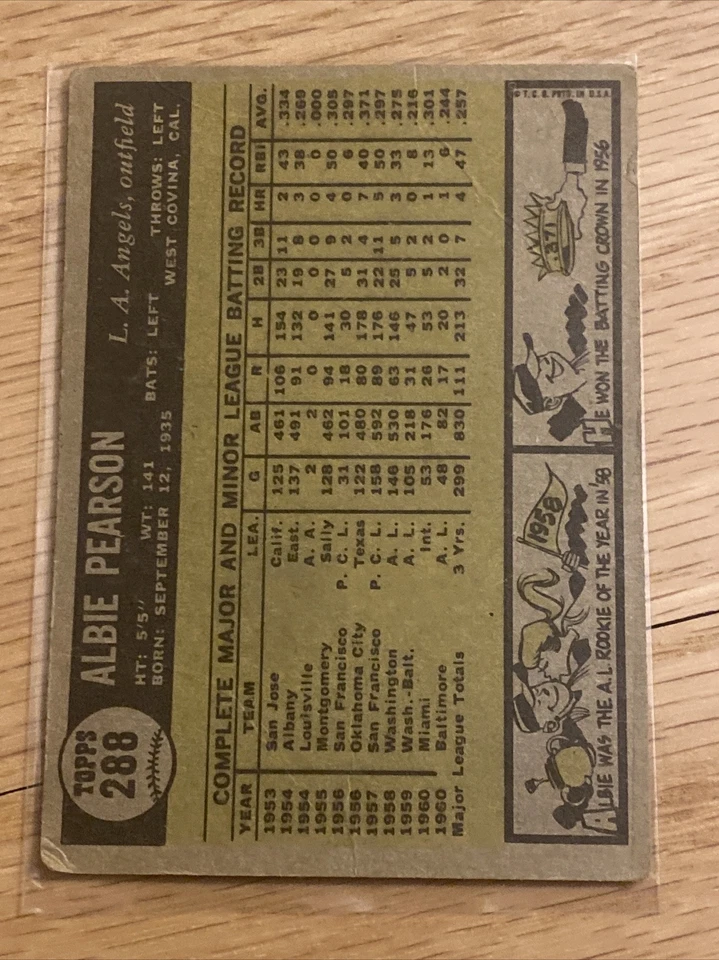 TOPPS
288
ALBIE PEARSON
L. A. Angels, outfield
HT: 5'5" WT: 141 BATS: LEFT THROWS: LEFT
BORN: SEPTEMBER 12, 1935 WEST COVINA, CAL.
COMPLETE MAJOR AND MINOR LEAGUE BATTING RECORD
YEAR TEAM LEA. G AB R H 2B 3B HR RBI AVG.
1953 San Jose Calif. 125 461 106 154 23 11 2 43 .334
1954 Albany East. 137 491 91 132 19 8 3 38 .269
1954 Louisville A. A. 2 2 0 0 0 0 0 0 .000
1955 Montgomery Sally 128 462 94 141 27 9 4 50 .305
1956 San Francisco P. C. L. 31 101 18 30 5 2 0 6 .297
1956 Oklahoma City Texas 122 480 80 178 31 4 7 40 .371
1957 San Francisco P. C. L. 158 592 89 176 22 11 5 50 .297
1958 Washington A. L. 146 530 63 146 25 5 3 33 .275
1959 Wash.-Balt. A. L. 105 218 31 47 5 2 0 8 .216
1960 Miami Int. 53 176 26 53 5 2 1 13 .301
1960 Baltimore A. L. 48 82 17 20 2 0 1 6 .244
Major League Totals 3 Yrs. 299 830 111 213 32 7 4 47 .257
1958
ALBIE WAS THE A.L. ROOKIE OF THE YEAR IN '58
.371
HE WON THE BATTING CROWN IN 1956
© T. C. G. PRTD. IN U.S.A.